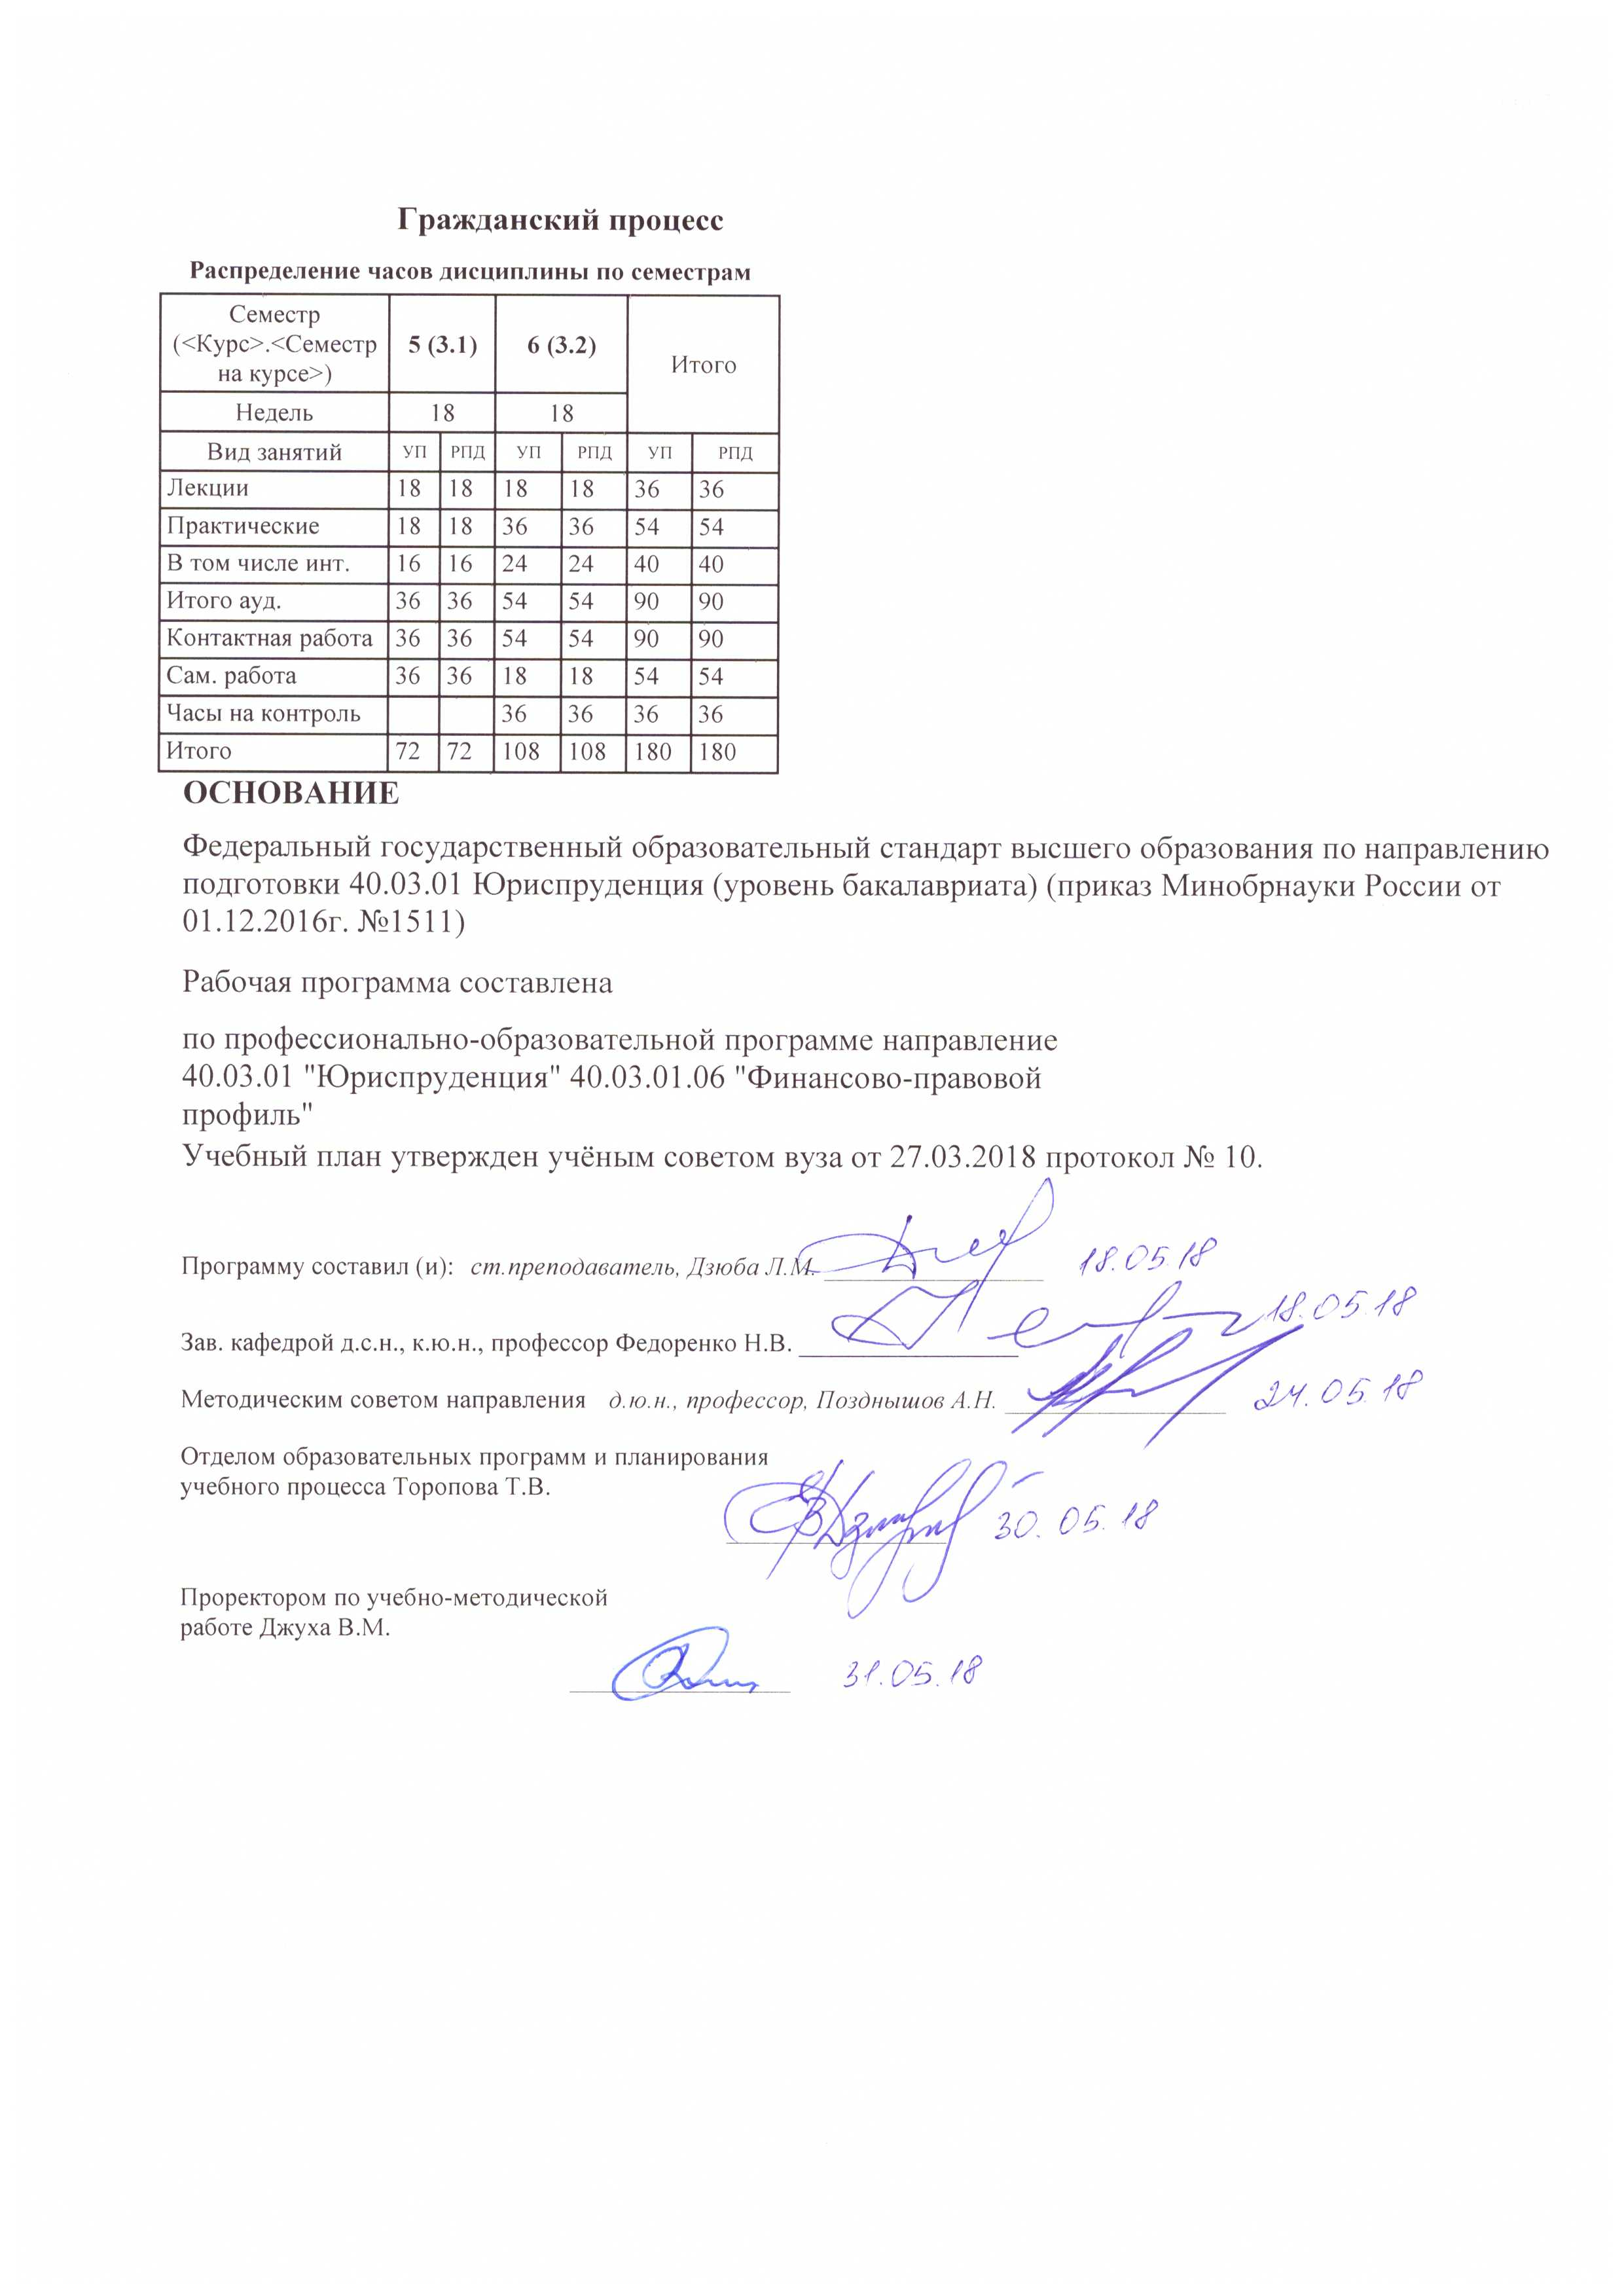 Гражданский процесс
Распределение часов дисциплины по семестрам
Семестр
(<Курс>.<Семестр
на курсе>)
5 (3.1)
6 (3.2)
Итого
Недель 18 18
Вид занятий УП РПД УП РПД УП РПД
Лекции 18 18 18 18 36 36
Практические 18 18 36 36 54 54
В том числе инт. 16 16 24 24 40 40
Итого ауд. 36 36 54 54 90 90
Контактная работа 36 36 54 54 90 90
Сам. работа 36 36 18 18 54 54
Часы на контроль 36 36 36 36
Итого 72 72 108 108 180 180
ОСНОВАНИЕ
Федеральный государственный образовательный стандарт высшего образования по направлению
подготовки 40.03.01 Юриспруденция (уровень бакалавриата) (приказ Минобрнауки России от
01.12.2016г. №1511)
Рабочая программа составлена
по профессионально-образовательной программе направление
40.03.01 "Юриспруденция" 40.03.01.06 "Финансово-правовой
профиль"
Учебный план утвержден учёным советом вуза от 27.03.2018 протокол № 10.
Программу составил (и): ст.преподаватель, Дзюба Л.М. 18.05.18
Зав. кафедрой д.с.н., к.ю.н., профессор Федоренко Н.В. 18.05.18
Методическим советом направления д.ю.н., профессор, Позднышов А.Н. 24.05.18
Отделом образовательных программ и планирования
учебного процесса Торопова Т.В.
30.05.18
Проректором по учебно-методической
работе Джуха В.М.
31.05.18